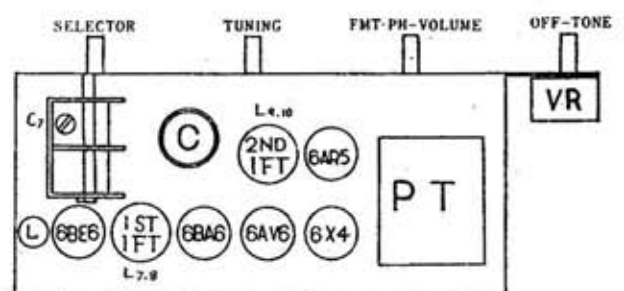 SELECTOR TUNING FMT-PH-VOLUME OFF-TONE
VR
C7
C
L9.10
2ND
IFT
6AR5
PT
L
6BE6
1ST
IFT
6BA6
6AV6
6X4
L7.8